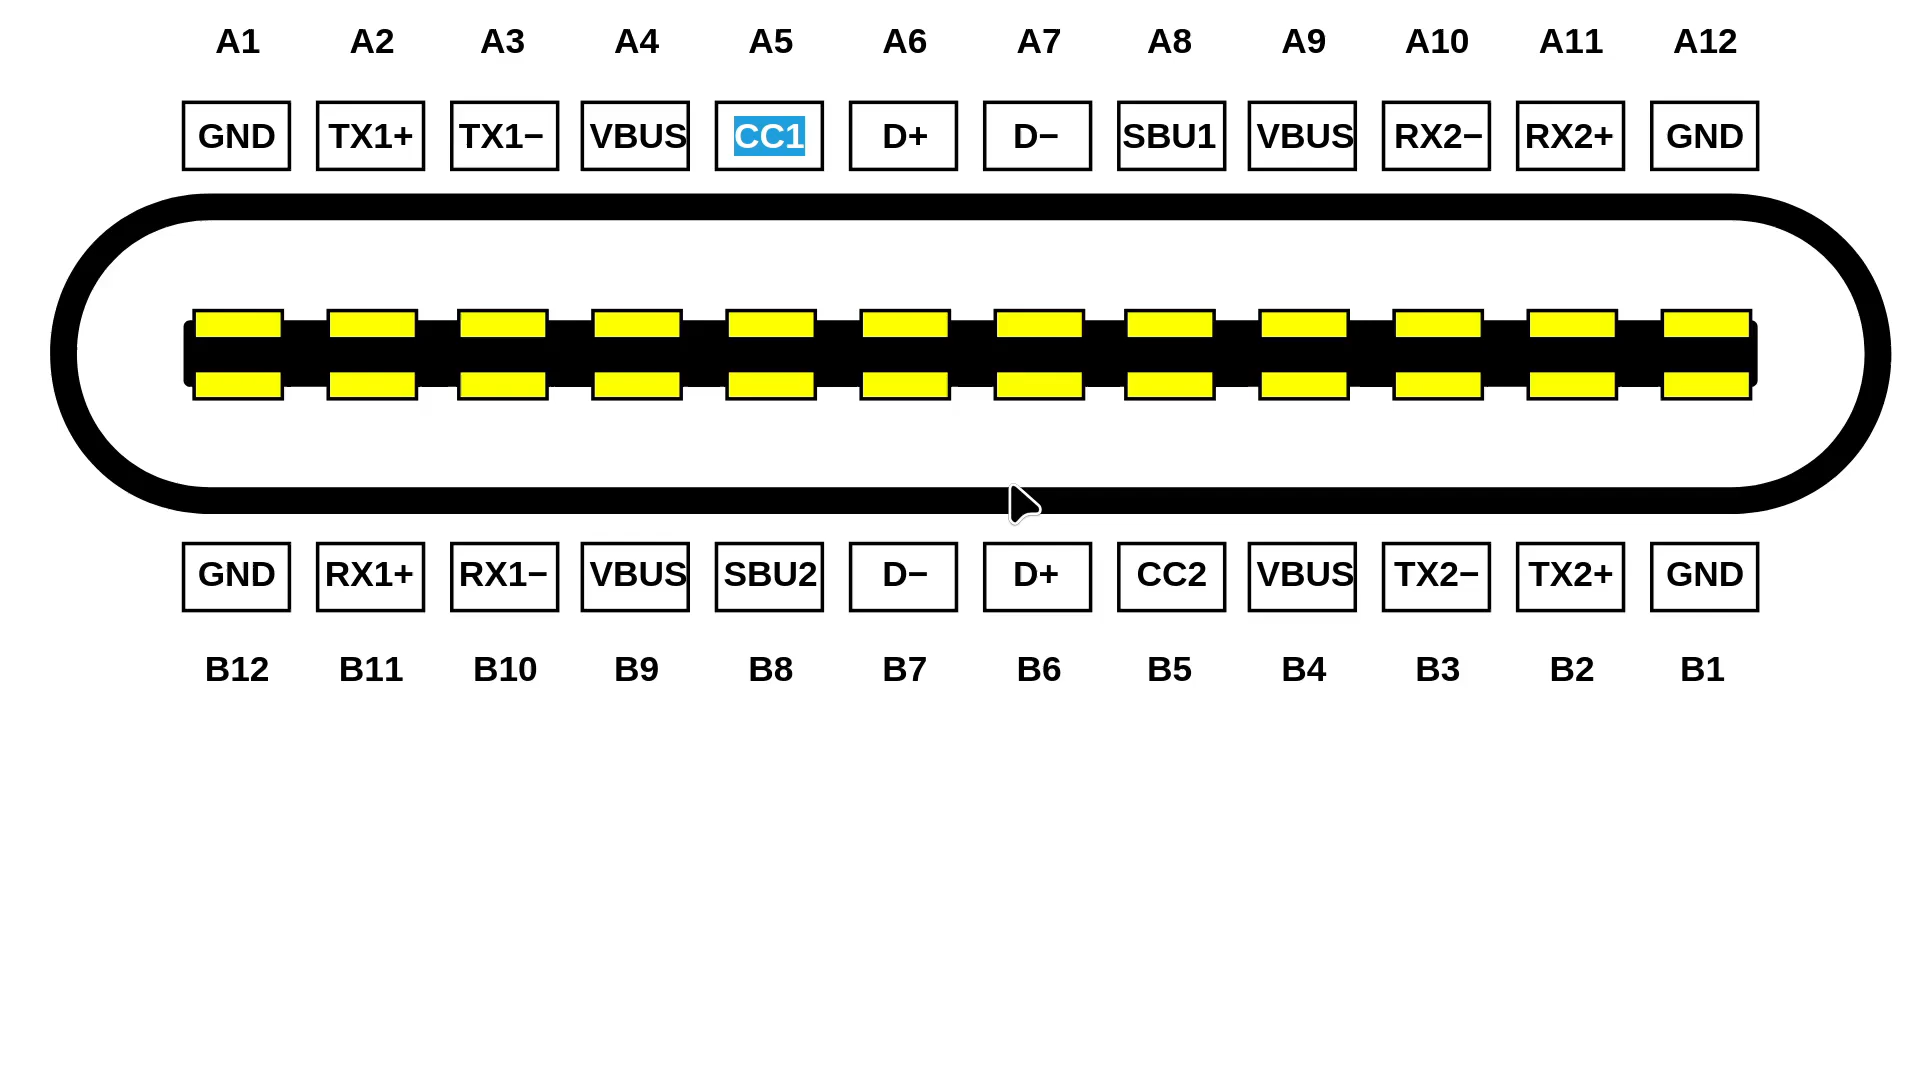 A1 A2 A3 A4 A5 A6 A7 A8 A9 A10 A11 A12
GND TX1+ TX1− VBUS CC1 D+ D− SBU1 VBUS RX2− RX2+ GND
GND RX1+ RX1− VBUS SBU2 D− D+ CC2 VBUS TX2− TX2+ GND
B12 B11 B10 B9 B8 B7 B6 B5 B4 B3 B2 B1